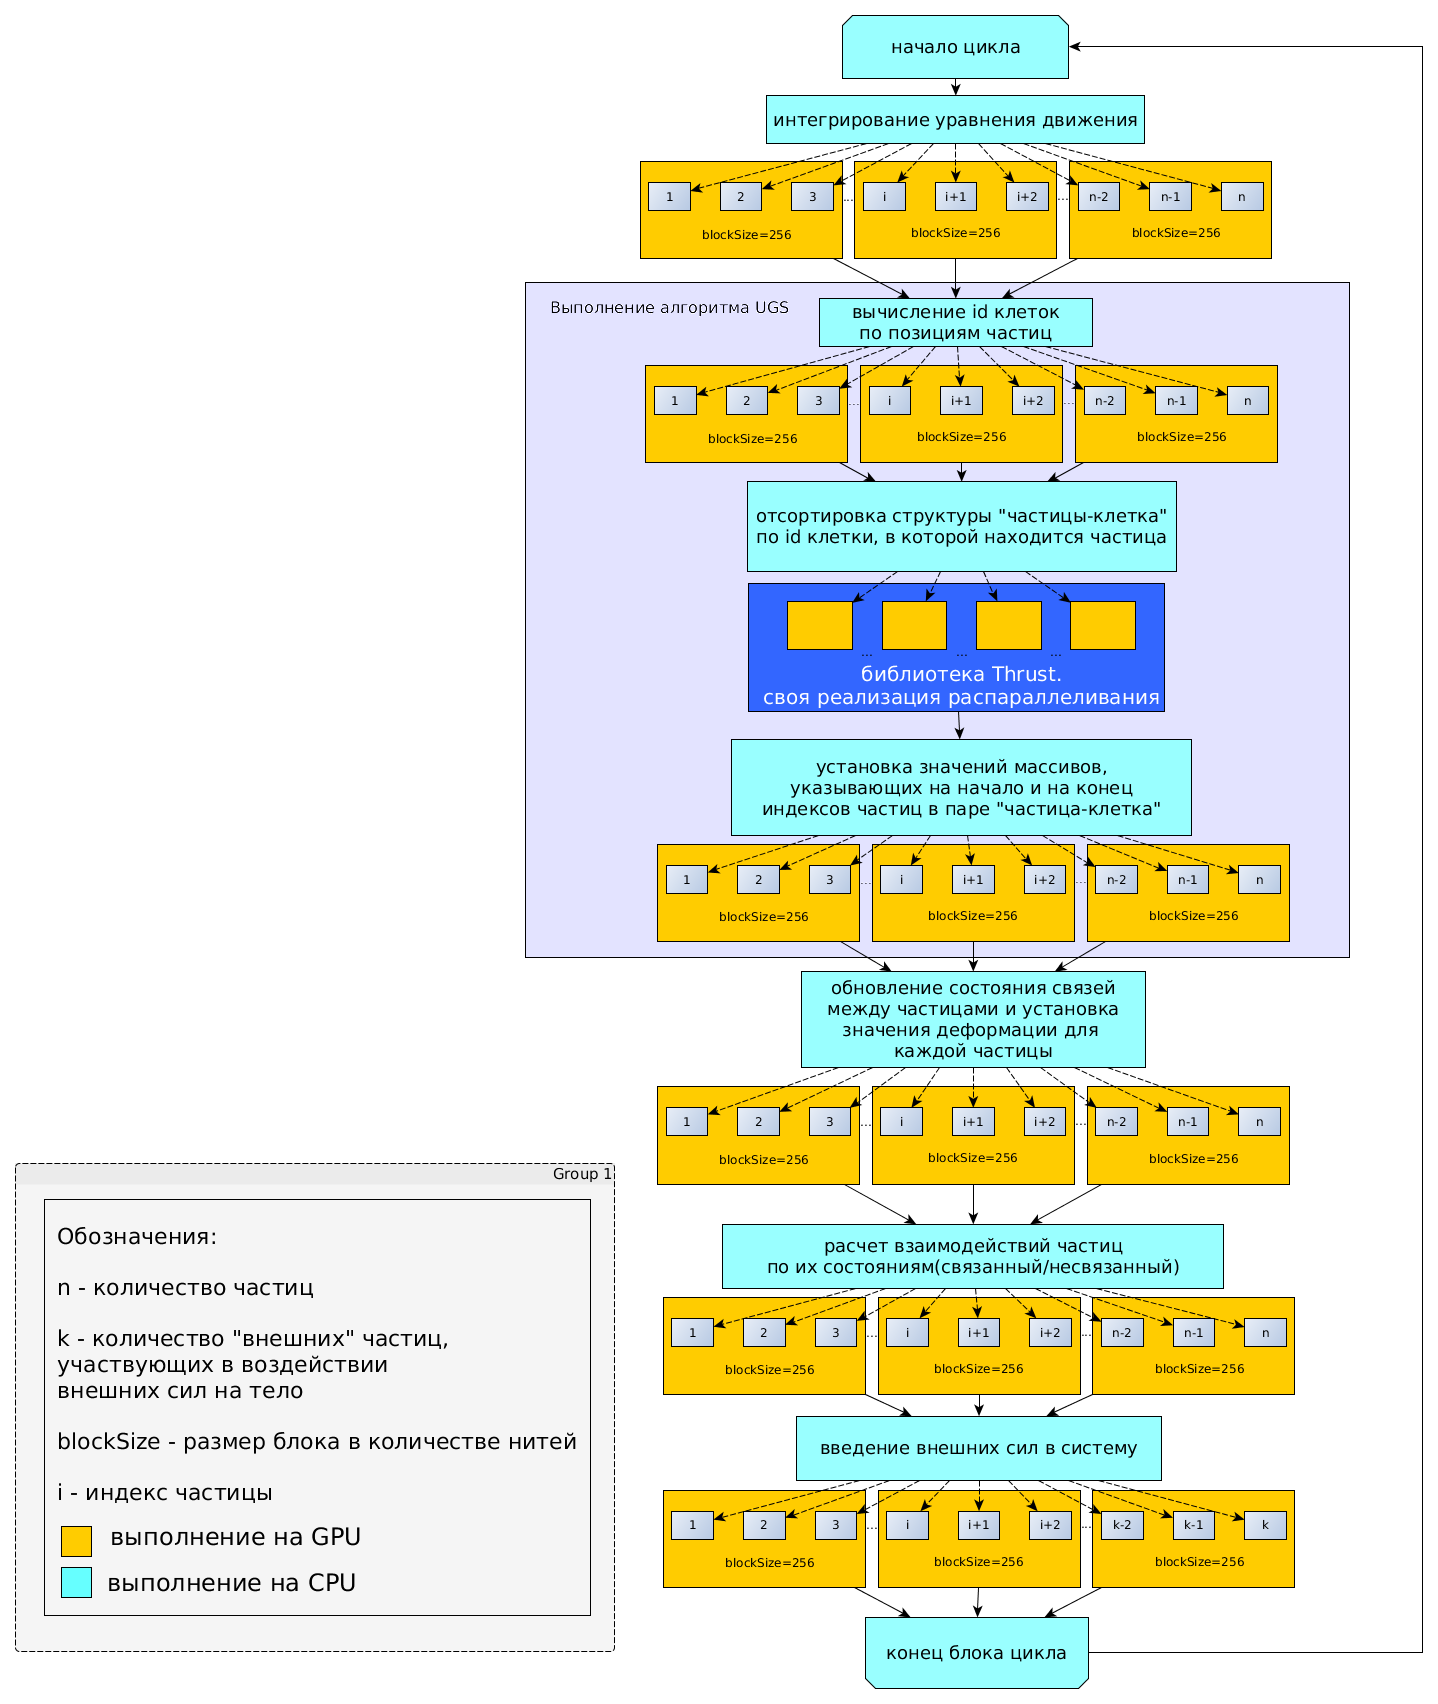 начало цикла
интегрирование уравнения движения
1 2 3 ... i i+1 i+2 ... n-2 n-1 n
blockSize=256 blockSize=256 blockSize=256
Выполнение алгоритма UGS
вычисление id клеток
по позициям частиц
1 2 3 ... i i+1 i+2 ... n-2 n-1 n
blockSize=256 blockSize=256 blockSize=256
отсортировка структуры "частицы-клетка"
по id клетки, в которой находится частица
... ... ...
библиотека Thrust.
своя реализация распараллеливания
установка значений массивов,
указывающих на начало и на конец
индексов частиц в паре "частица-клетка"
1 2 3 ... i i+1 i+2 ... n-2 n-1 n
blockSize=256 blockSize=256 blockSize=256
обновление состояния связей
между частицами и установка
значения деформации для
каждой частицы
1 2 3 ... i i+1 i+2 ... n-2 n-1 n
blockSize=256 blockSize=256 blockSize=256
расчет взаимодействий частиц
по их состояниям(связанный/несвязанный)
1 2 3 ... i i+1 i+2 ... n-2 n-1 n
blockSize=256 blockSize=256 blockSize=256
введение внешних сил в систему
1 2 3 ... i i+1 i+2 ... k-2 k-1 k
blockSize=256 blockSize=256 blockSize=256
конец блока цикла
Group 1
Обозначения:
n - количество частиц
k - количество "внешних" частиц,
участвующих в воздействии
внешних сил на тело
blockSize - размер блока в количестве нитей
i - индекс частицы
выполнение на GPU
выполнение на CPU